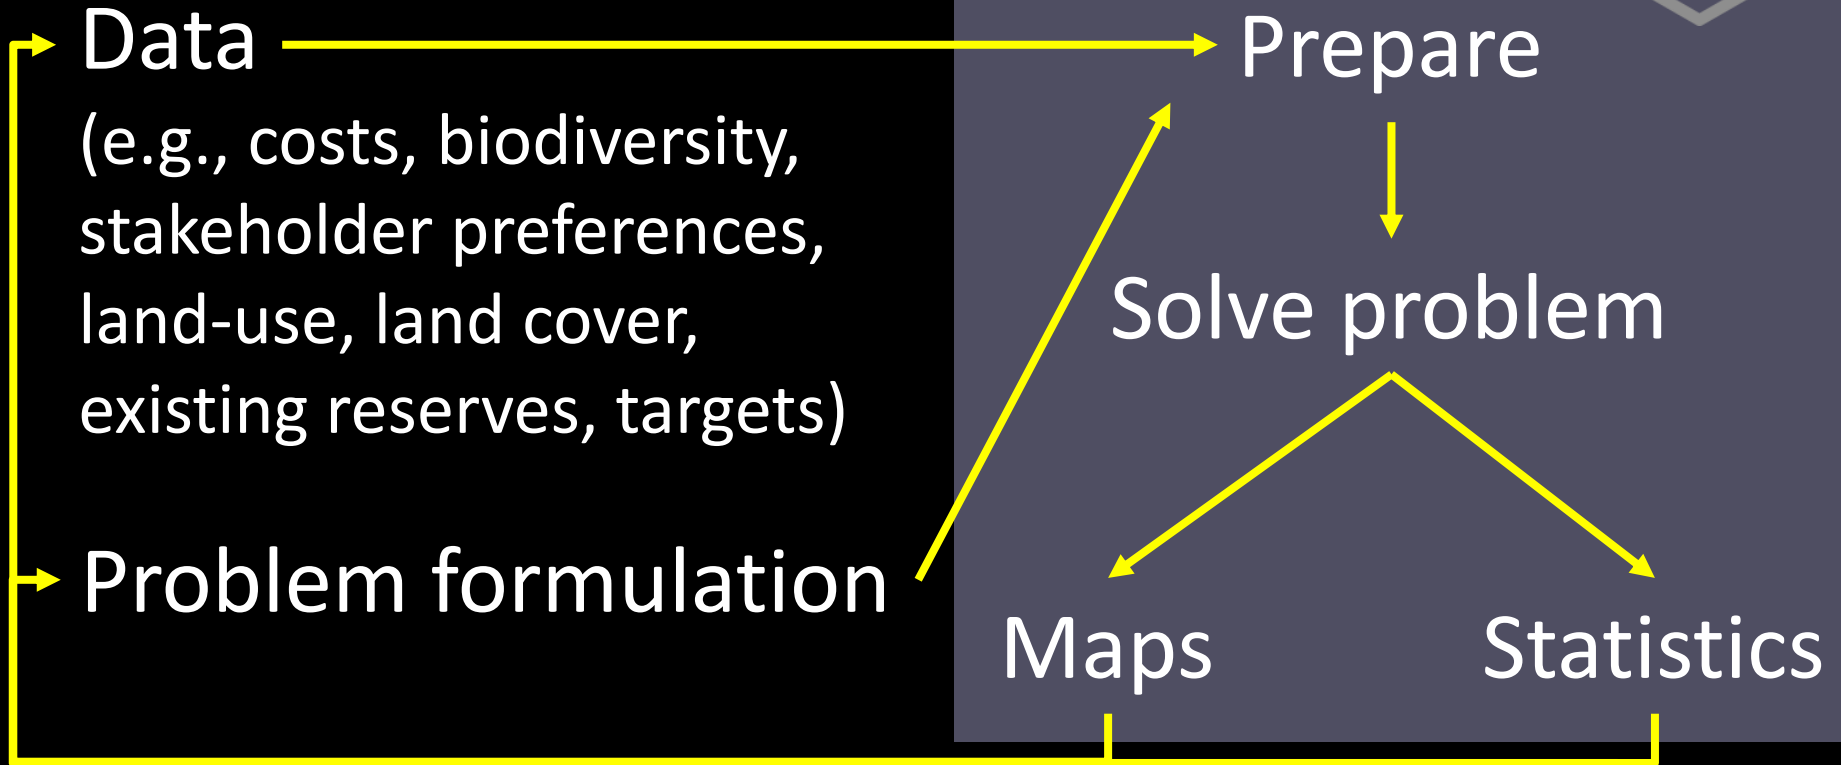 Data
(e.g., costs, biodiversity,
stakeholder preferences,
land-use, land cover,
existing reserves, targets)
Problem formulation
Prepare
Solve problem
Maps
Statistics